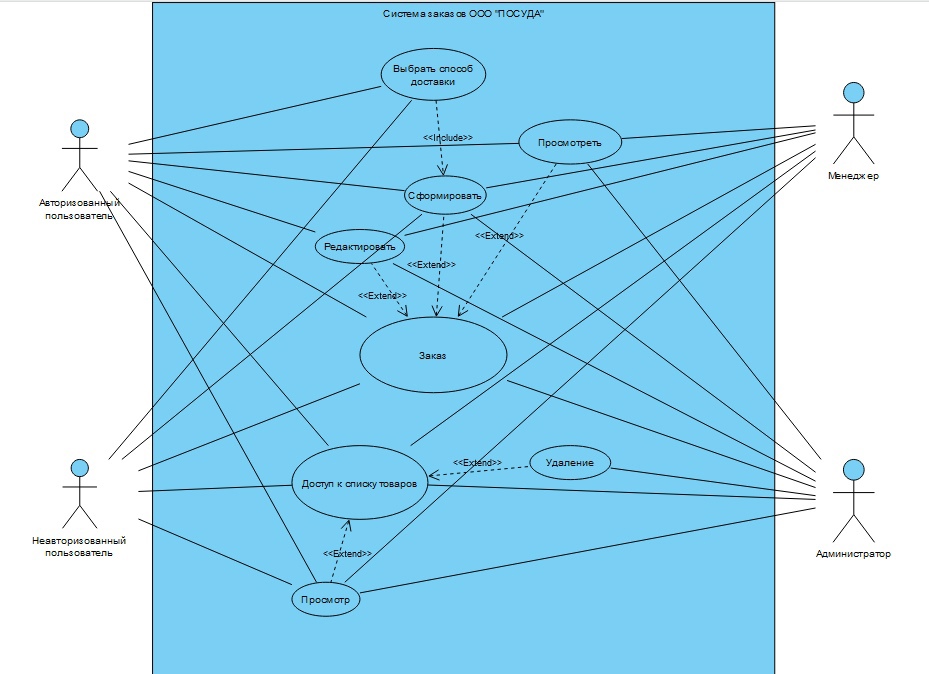 Система заказов ООО "ПОСУДА"
Выбрать способ
доставки
<<Include>>
Просмотреть
Менеджер
Авторизованный
пользователь
Сформировать
<<Extend>>
Редактировать
<<Extend>>
<<Extend>>
Заказ
<<Extend>>
Удаление
Доступ к списку товаров
Неавторизованный
пользователь
Администратор
<<Extend>>
Просмотр